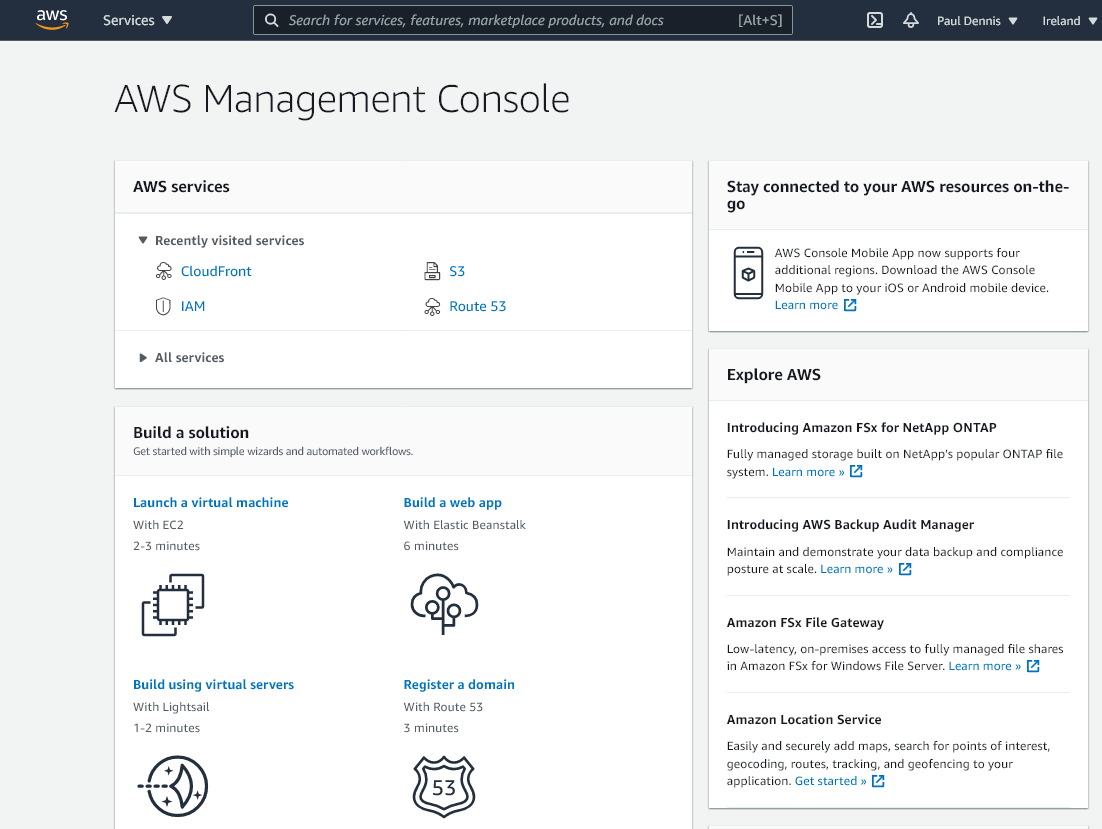 aws
Services
Search for services, features, marketplace products, and docs
[Alt+S]
Paul Dennis
Ireland
AWS Management Console
AWS services
Recently visited services
CloudFront
S3
IAM
Route 53
All services
Build a solution
Get started with simple wizards and automated workflows.
Launch a virtual machine
With EC2
2-3 minutes
Build a web app
With Elastic Beanstalk
6 minutes
Build using virtual servers
With Lightsail
1-2 minutes
Register a domain
With Route 53
3 minutes
53
Stay connected to your AWS resources on-the-
go
AWS Console Mobile App now supports four
additional regions. Download the AWS Console
Mobile App to your iOS or Android mobile device.
Learn more
Explore AWS
Introducing Amazon FSx for NetApp ONTAP
Fully managed storage built on NetApp's popular ONTAP file
system. Learn more »
Introducing AWS Backup Audit Manager
Maintain and demonstrate your data backup and compliance
posture at scale. Learn more »
Amazon FSx File Gateway
Low-latency, on-premises access to fully managed file shares
in Amazon FSx for Windows File Server. Learn more »
Amazon Location Service
Easily and securely add maps, search for points of interest,
geocoding, routes, tracking, and geofencing to your
application. Get started »